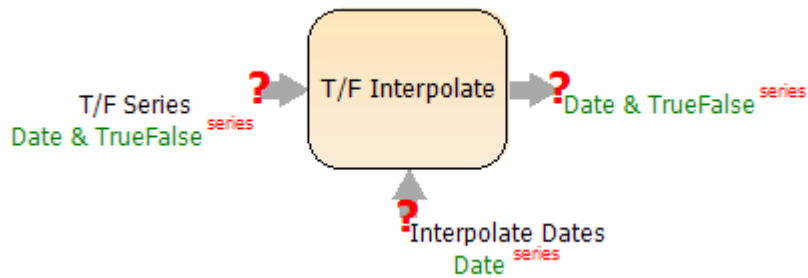 ? T/F Interpolate ?
T/F Series
Date & TrueFalse series
Date & TrueFalse series
?
Interpolate Dates
Date series